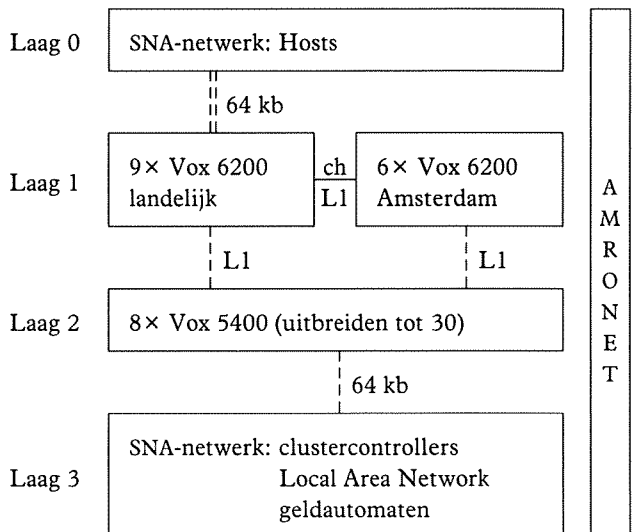 Laag 0
SNA-netwerk: Hosts
64 kb
Laag 1
9× Vox 6200
landelijk
ch
L1
6× Vox 6200
Amsterdam
L1
L1
Laag 2
8× Vox 5400 (uitbreiden tot 30)
64 kb
Laag 3
SNA-netwerk: clustercontrollers
Local Area Network
geldautomaten
AMRONET